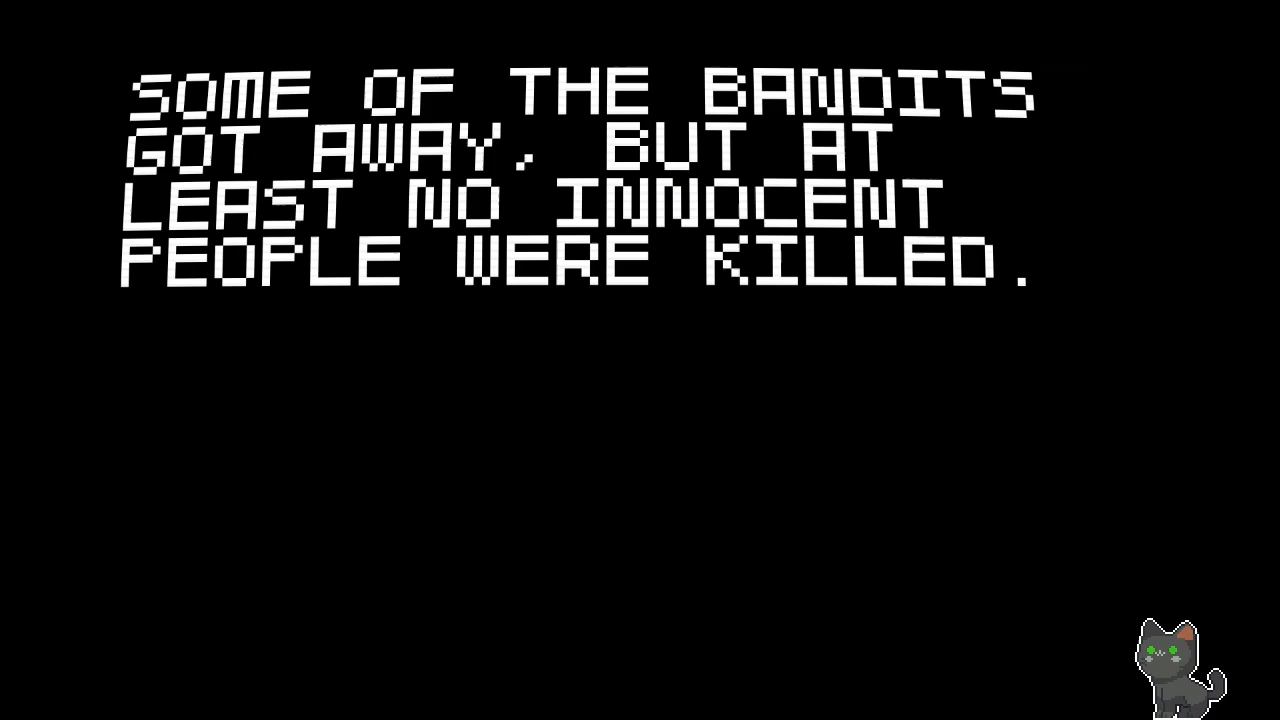 SOME OF THE BANDITS
GOT AWAY, BUT AT
LEAST NO INNOCENT
PEOPLE WERE KILLED.